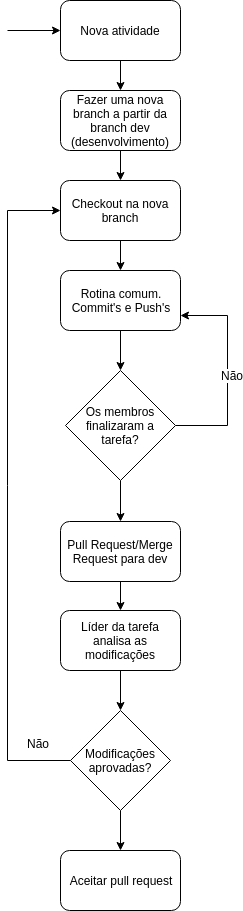 Nova atividade
Fazer uma nova
branch a partir da
branch dev
(desenvolvimento)
Checkout na nova
branch
Rotina comum.
Commit's e Push's
Não
Os membros
finalizaram a
tarefa?
Pull Request/Merge
Request para dev
Líder da tarefa
analisa as
modificações
Não
Modificações
aprovadas?
Aceitar pull request